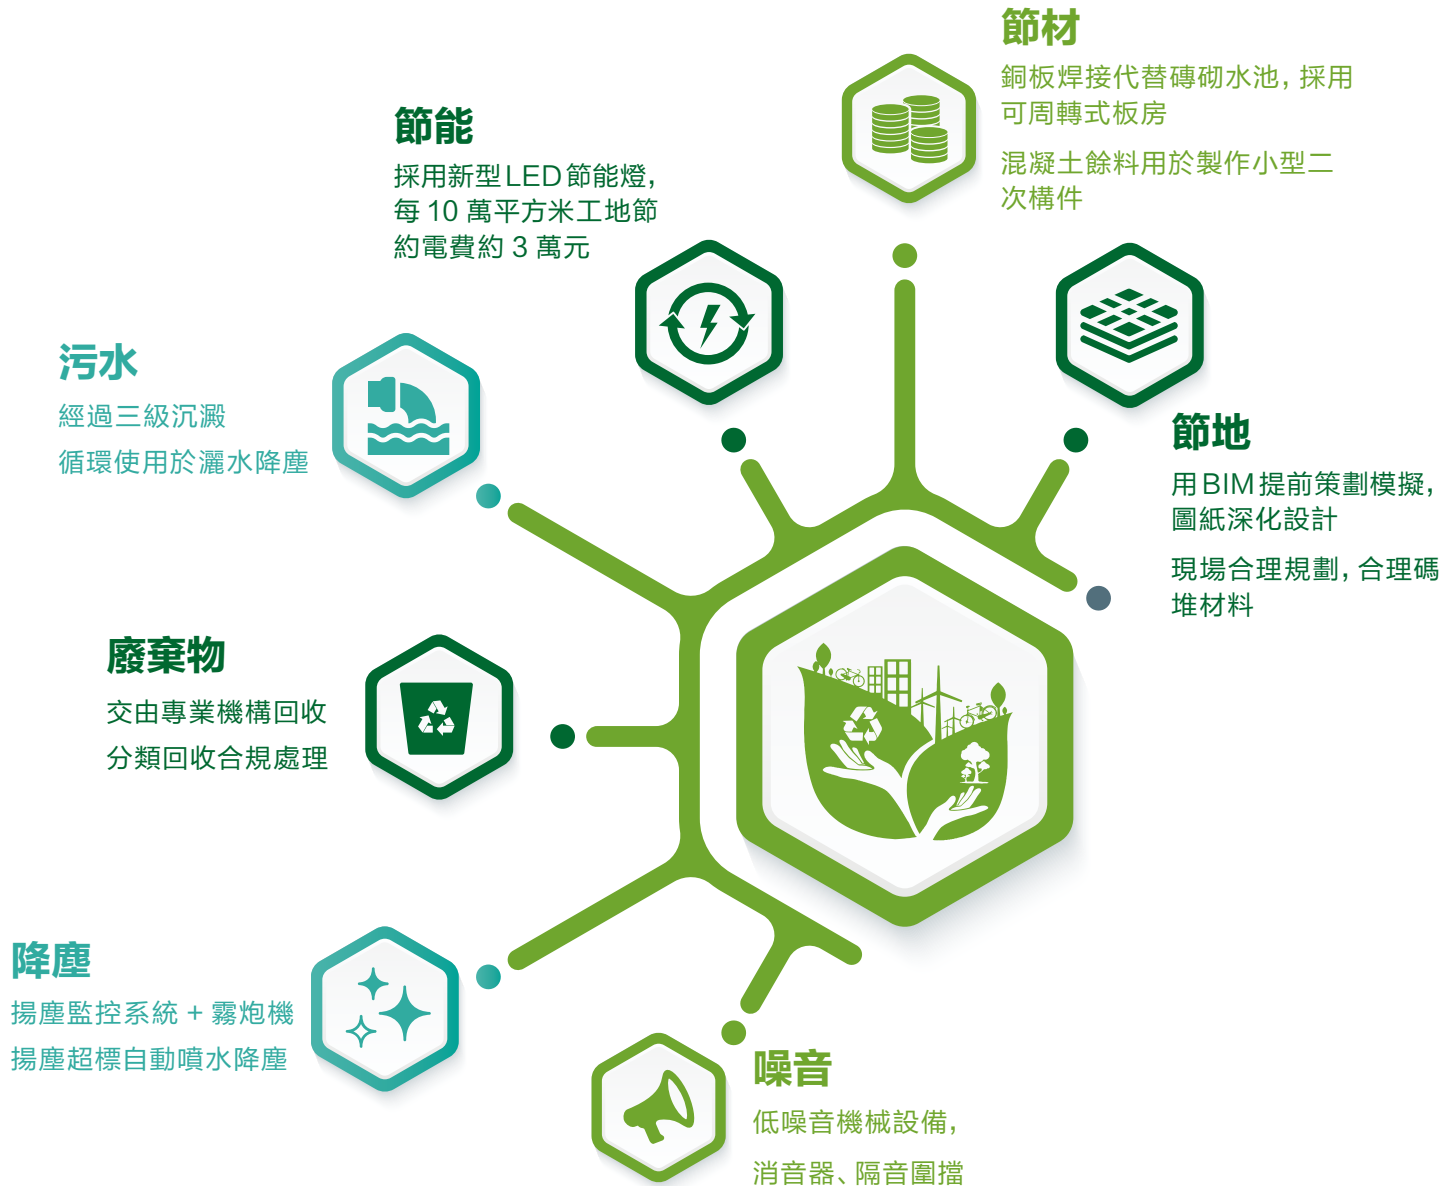 節材
銅板焊接代替磚砌水池，採用
可周轉式板房
混凝土餘料用於製作小型二
次構件
節能
採用新型LED節能燈，
每 10 萬平方米工地節
約電費約 3 萬元
污水
經過三級沉澱
循環使用於灑水降塵
節地
用BIM提前策劃模擬，
圖紙深化設計
現場合理規劃，合理碼
堆材料
廢棄物
交由專業機構回收
分類回收合規處理
降塵
揚塵監控系統 + 霧炮機
揚塵超標自動噴水降塵
噪音
低噪音機械設備，
消音器、隔音圍擋